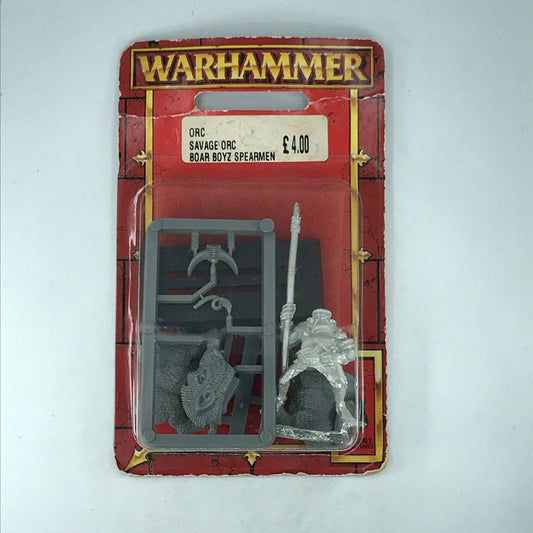 WARHAMMER
ORC
SAVAGE ORC £4.00
BOAR BOYZ SPEARMEN